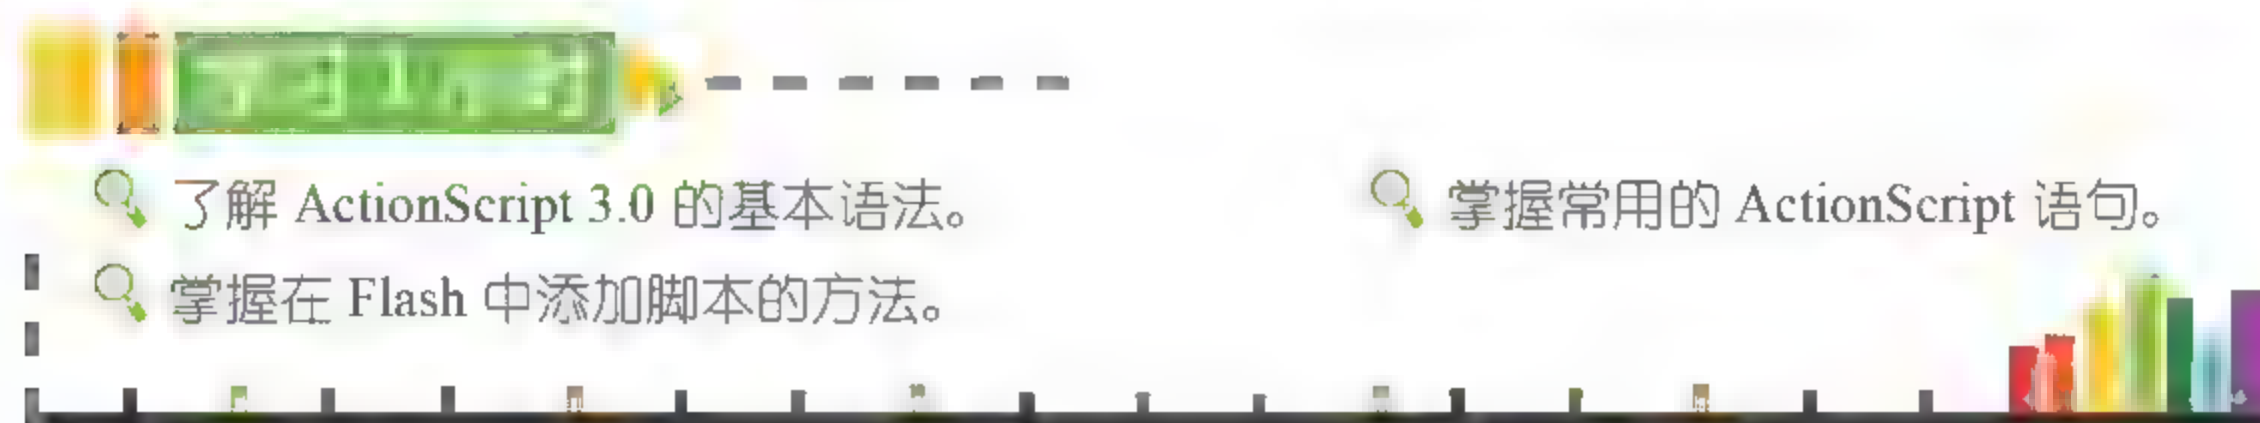 了解 ActionScript 3.0 的基本语法。
掌握常用的 ActionScript 语句。
掌握在 Flash 中添加脚本的方法。